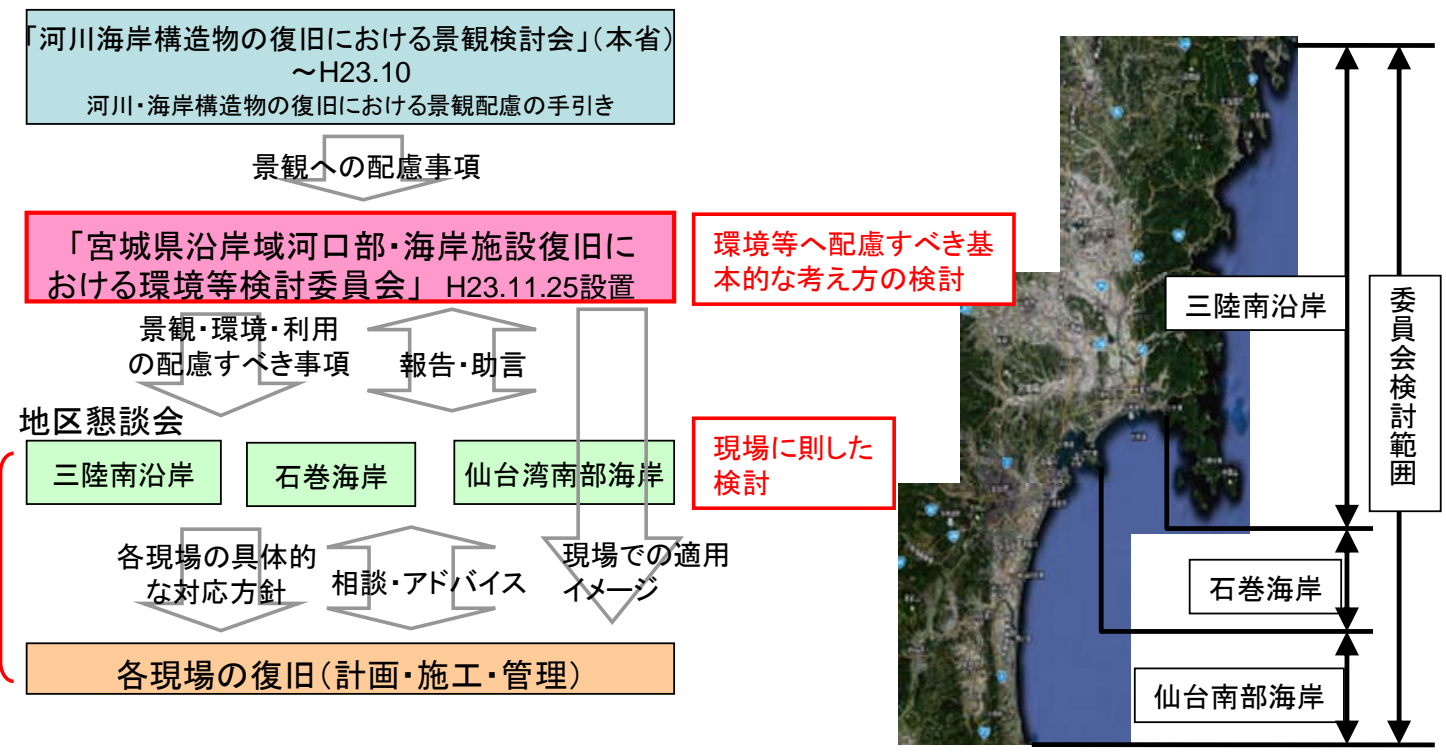 「河川海岸構造物の復旧における景観検討会」(本省)
～H23.10
河川・海岸構造物の復旧における景観配慮の手引き
景観への配慮事項
「宮城県沿岸域河口部・海岸施設復旧に
おける環境等検討委員会」 H23.11.25設置
環境等へ配慮すべき基
本的な考え方の検討
景観・環境・利用
の配慮すべき事項
報告・助言
地区懇談会
三陸南沿岸
石巻海岸
仙台湾南部海岸
現場に則した
検討
各現場の具体的
な対応方針
相談・アドバイス
現場での適用
イメージ
各現場の復旧(計画・施工・管理)
三陸南沿岸
委員会検討範囲
石巻海岸
仙台南部海岸